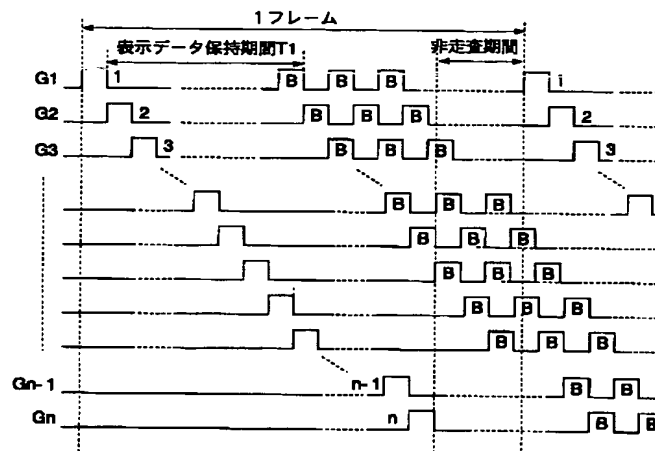 1フレーム
表示データ保持期間T1
非走査期間
G1 1 B B B i
G2 2 B B B 2
G3 3 B B B 3
B B B
B B B
B B B
B B B
B B B
Gn-1 n-1 B B
Gn n B B